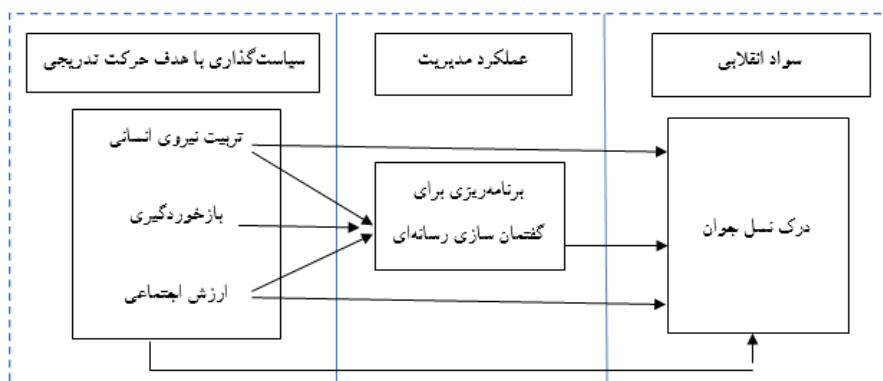 سواد انقلابی
عملکرد مدیریت
سیاست‌گذاری با هدف حرکت تدریجی
درک نسل جوان
برنامه‌ریزی برای
گفتمان سازی رسانه‌ای
تربیت نیروی انسانی
بازخوردگیری
ارزش اجتماعی